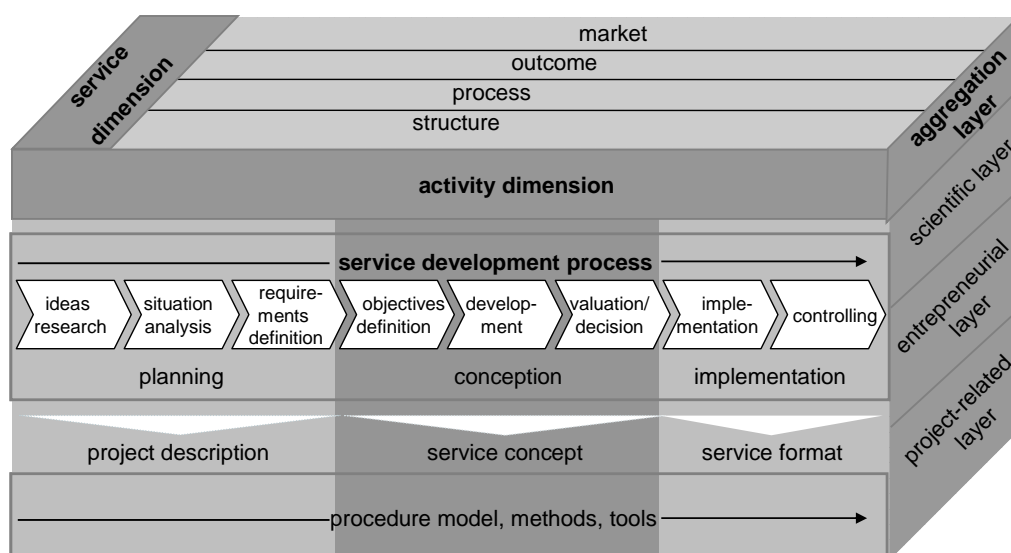 market
outcome
process
structure
service
dimension
aggregation
layer
activity dimension
scientific layer
entrepreneurial
layer
project-related
layer
service development process
ideas
research
situation
analysis
require-
ments
definition
objectives
definition
develop-
ment
valuation/
decision
imple-
mentation
controlling
planning
conception
implementation
project description
service concept
service format
procedure model, methods, tools